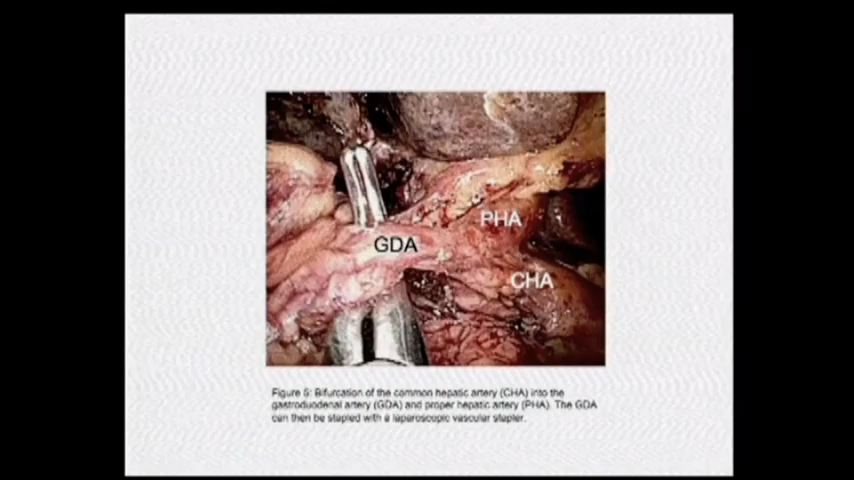 PHA
GDA
CHA
Figure 5: Bifurcation of the common hepatic artery (CHA) into the
gastroduodenal artery (GDA) and proper hepatic artery (PHA). The GDA
can then be stapled with a laparoscopic vascular stapler.